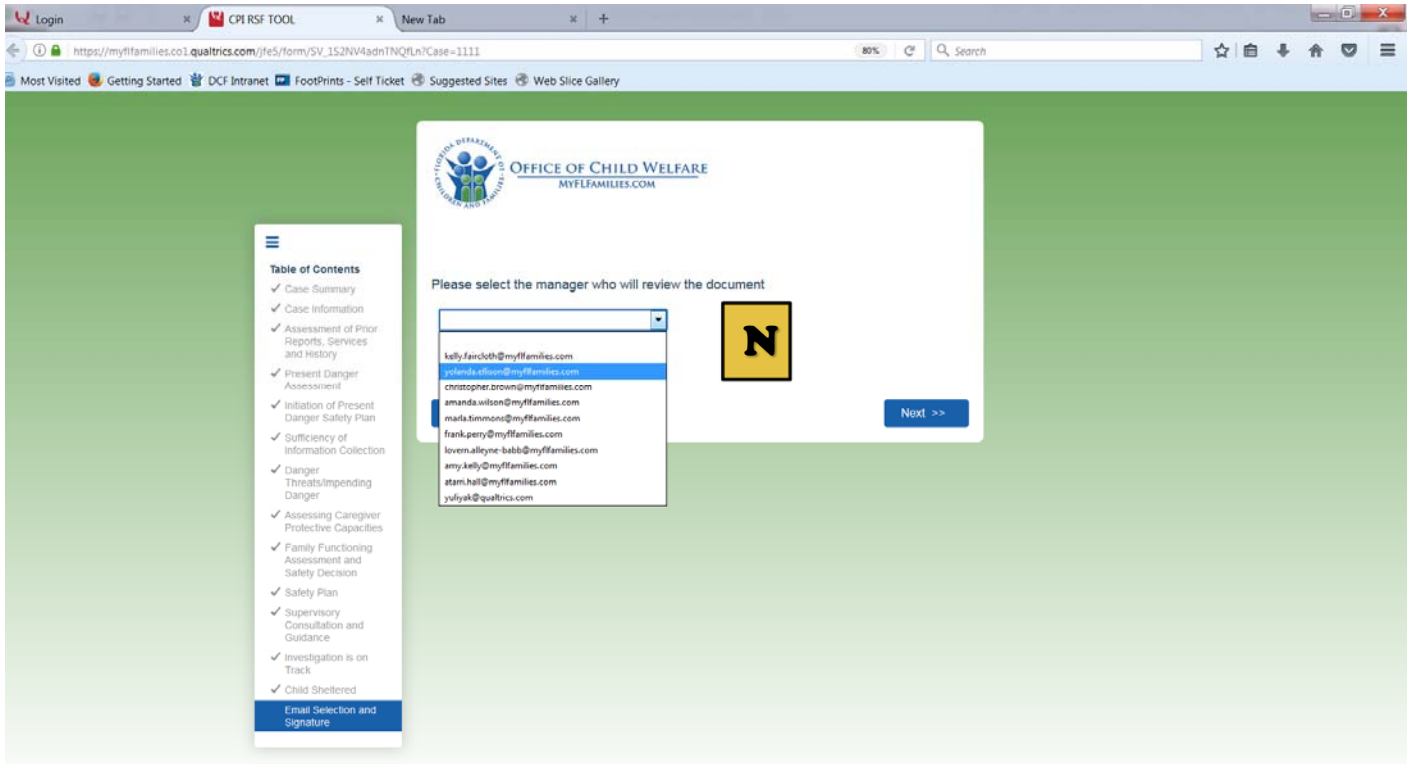 Login
CPI RSF TOOL
New Tab
https://myflfamilies.co1.qualtrics.com/jfe5/form/SV_1S2NV4adnTNQfLn?Case=1111
80%
Search
Most Visited Getting Started DCF Intranet FootPrints - Self Ticket Suggested Sites Web Slice Gallery
FLORIDA DEPARTMENT OF CHILDREN AND FAMILIES
OFFICE OF CHILD WELFARE
MYFLFAMILIES.COM
Table of Contents
Case Summary
Case Information
Assessment of Prior
Reports, Services
and History
Present Danger
Assessment
Initiation of Present
Danger Safety Plan
Sufficiency of
Information Collection
Danger
Threats/Impending
Danger
Assessing Caregiver
Protective Capacities
Family Functioning
Assessment and
Safety Decision
Safety Plan
Supervisory
Consultation and
Guidance
Investigation is on
Track
Child Sheltered
Email Selection and
Signature
Please select the manager who will review the document
kelly.faircloth@myflfamilies.com
yolanda.ellison@myflfamilies.com
christopher.brown@myflfamilies.com
amanda.wilson@myflfamilies.com
marla.timmons@myflfamilies.com
frank.perry@myflfamilies.com
lovern.alleyne-babb@myflfamilies.com
amy.kelly@myflfamilies.com
atarri.hall@myflfamilies.com
yuliyak@qualtrics.com
N
Next >>